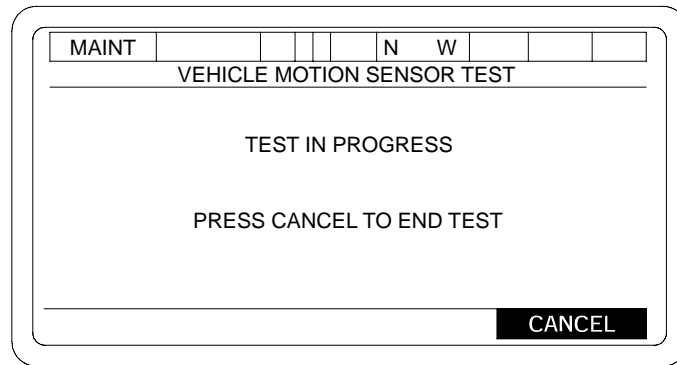 MAINT N W
VEHICLE MOTION SENSOR TEST
TEST IN PROGRESS
PRESS CANCEL TO END TEST
CANCEL